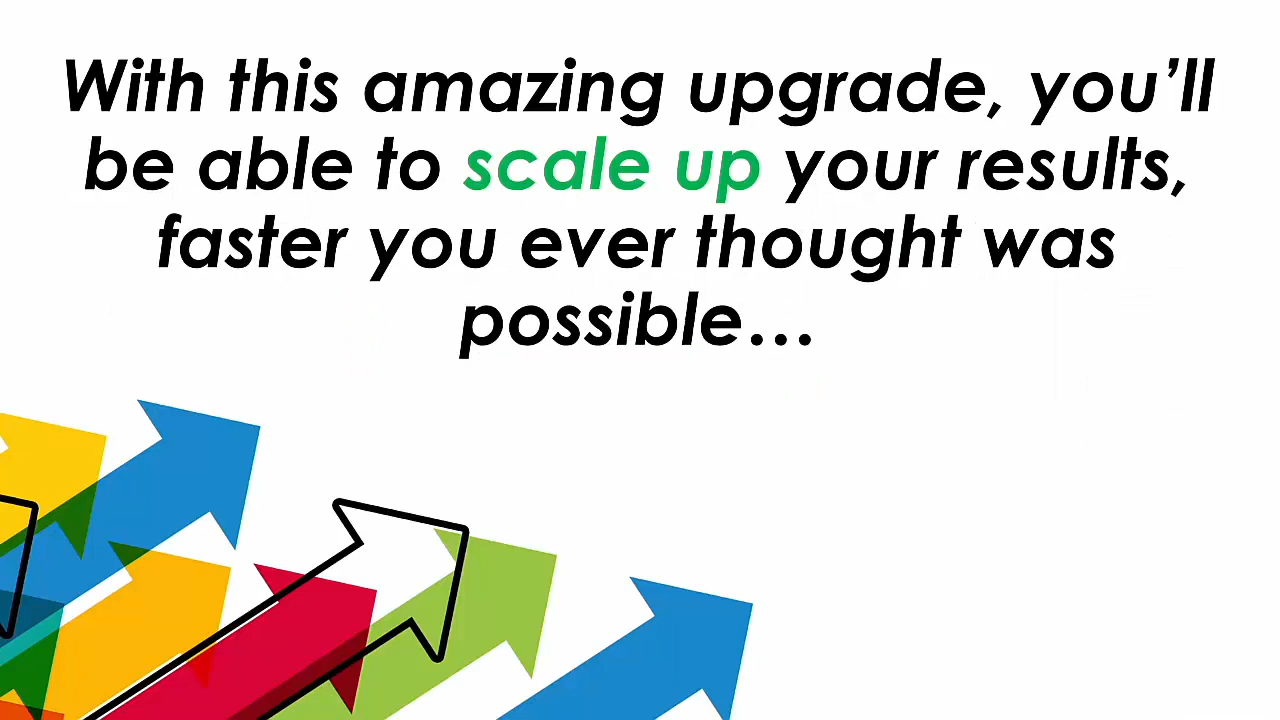 With this amazing upgrade, you’ll
be able to scale up your results,
faster you ever thought was
possible…